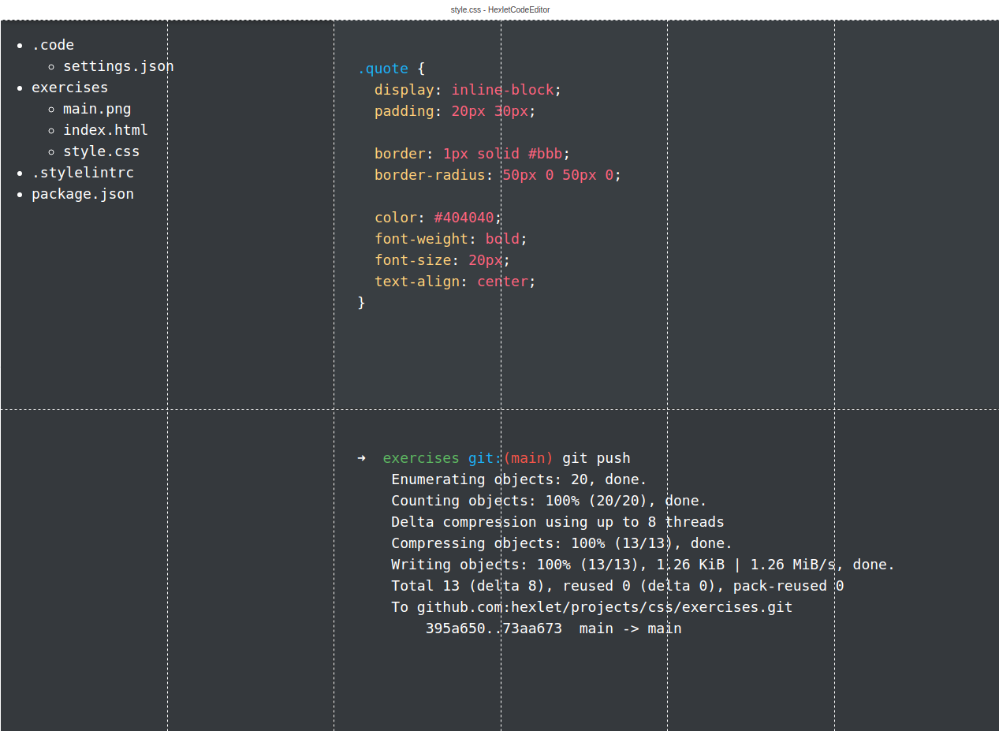 style.css - HexletCodeEditor
.code
settings.json
exercises
main.png
index.html
style.css
.stylelintrc
package.json
.quote {
display: inline-block;
padding: 20px 30px;
border: 1px solid #bbb;
border-radius: 50px 0 50px 0;
color: #404040;
font-weight: bold;
font-size: 20px;
text-align: center;
}
➜ exercises git:(main) git push
Enumerating objects: 20, done.
Counting objects: 100% (20/20), done.
Delta compression using up to 8 threads
Compressing objects: 100% (13/13), done.
Writing objects: 100% (13/13), 1.26 KiB | 1.26 MiB/s, done.
Total 13 (delta 8), reused 0 (delta 0), pack-reused 0
To github.com:hexlet/projects/css/exercises.git
395a650..73aa673 main -> main